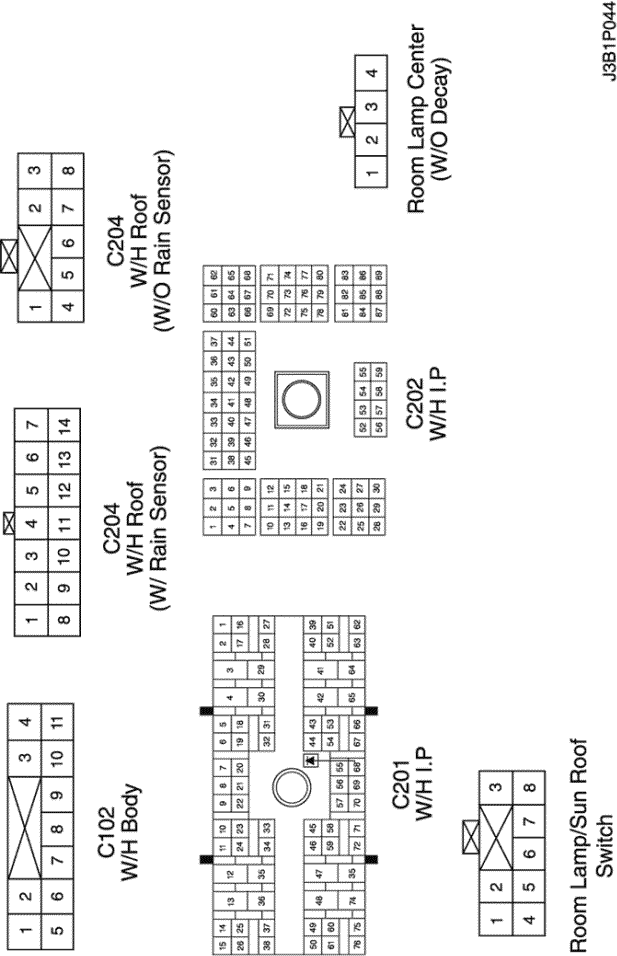 1 2 3 4
5 6 7 8 9 10 11
C102
W/H Body
1 2 3 4 5 6 7
8 9 10 11 12 13 14
C204
W/H Roof
(W/ Rain Sensor)
1 2 3
4 5 6 7 8
C204
W/H Roof
(W/O Rain Sensor)
15 14 13 12 11 10 9 8 7 6 5 4 3 2 1
26 25 24 23 22 21 20 19 18 17 16
38 37 36 35 34 33 32 31 30 29 28 27
50 49 48 47 46 45 44 43 42 41 40 39
61 60 59 58 57 56 55 54 53 52 51
76 75 74 35 72 71 70 69 68 67 66 65 64 63 62
C201
W/H I.P
1 2 3 31 32 33 34 35 36 37 60 61 62
4 5 6 38 39 40 41 42 43 44 63 64 65
7 8 9 45 46 47 48 49 50 51 66 67 68
10 11 12 69 70 71
13 14 15 72 73 74
16 17 18 75 76 77
19 20 21 78 79 80
22 23 24 52 53 54 55 81 82 83
25 26 27 56 57 58 59 84 85 86
28 29 30 87 88 89
C202
W/H I.P
1 2 3
4 5 6 7 8
Room Lamp/Sun Roof
Switch
1 2 3 4
Room Lamp Center
(W/O Decay)
J3B1P044